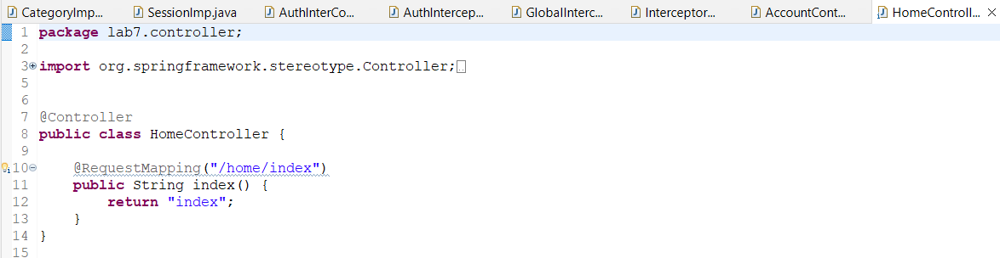 CategoryImp... SessionImp.java AuthInterCo... AuthIntercep... GlobalInterc... Interceptor... AccountCont... HomeControll...
1 package lab7.controller;
2
3 import org.springframework.stereotype.Controller;
5
6
7 @Controller
8 public class HomeController {
9
10 @RequestMapping("/home/index")
11 public String index() {
12 return "index";
13 }
14 }
15